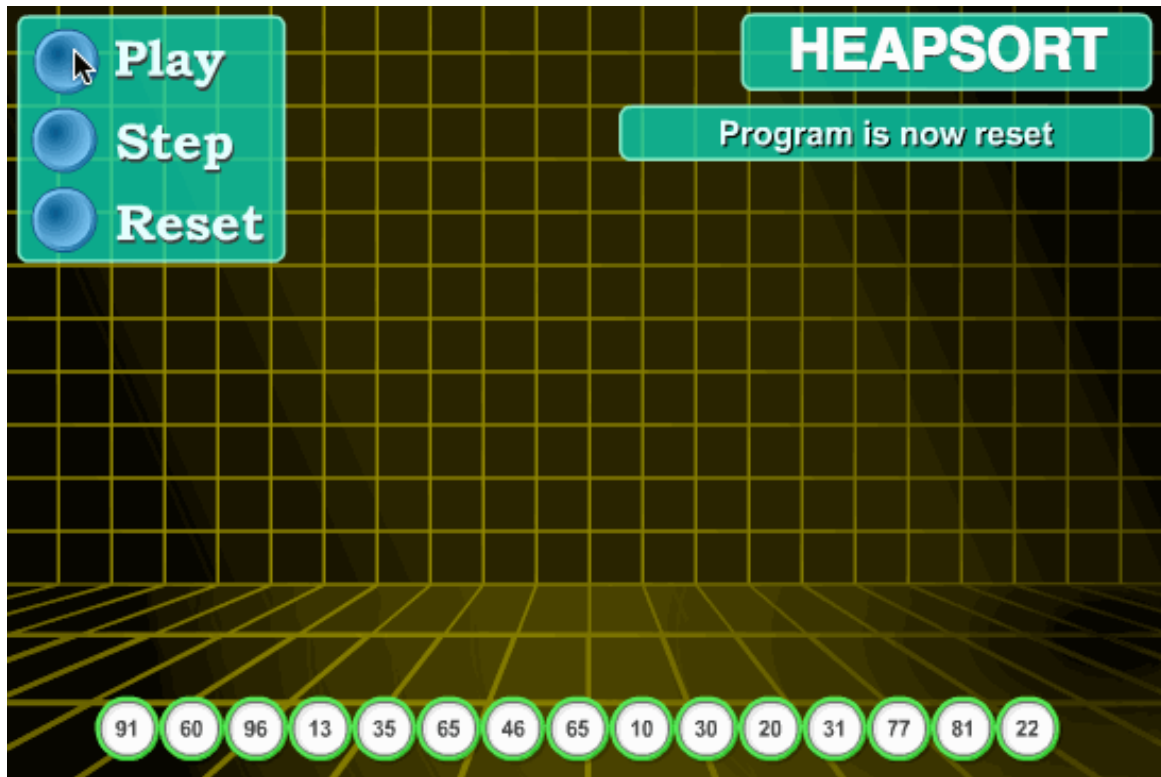 Play
Step
Reset
HEAPSORT
Program is now reset
91 60 96 13 35 65 46 65 10 30 20 31 77 81 22